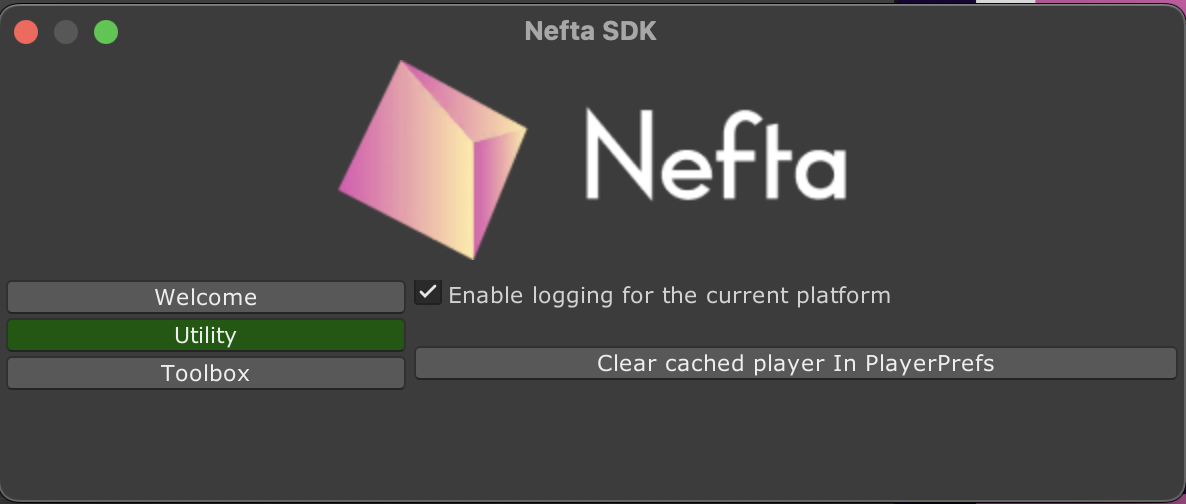 Nefta SDK
Nefta
Welcome
Utility
Toolbox
Enable logging for the current platform
Clear cached player In PlayerPrefs